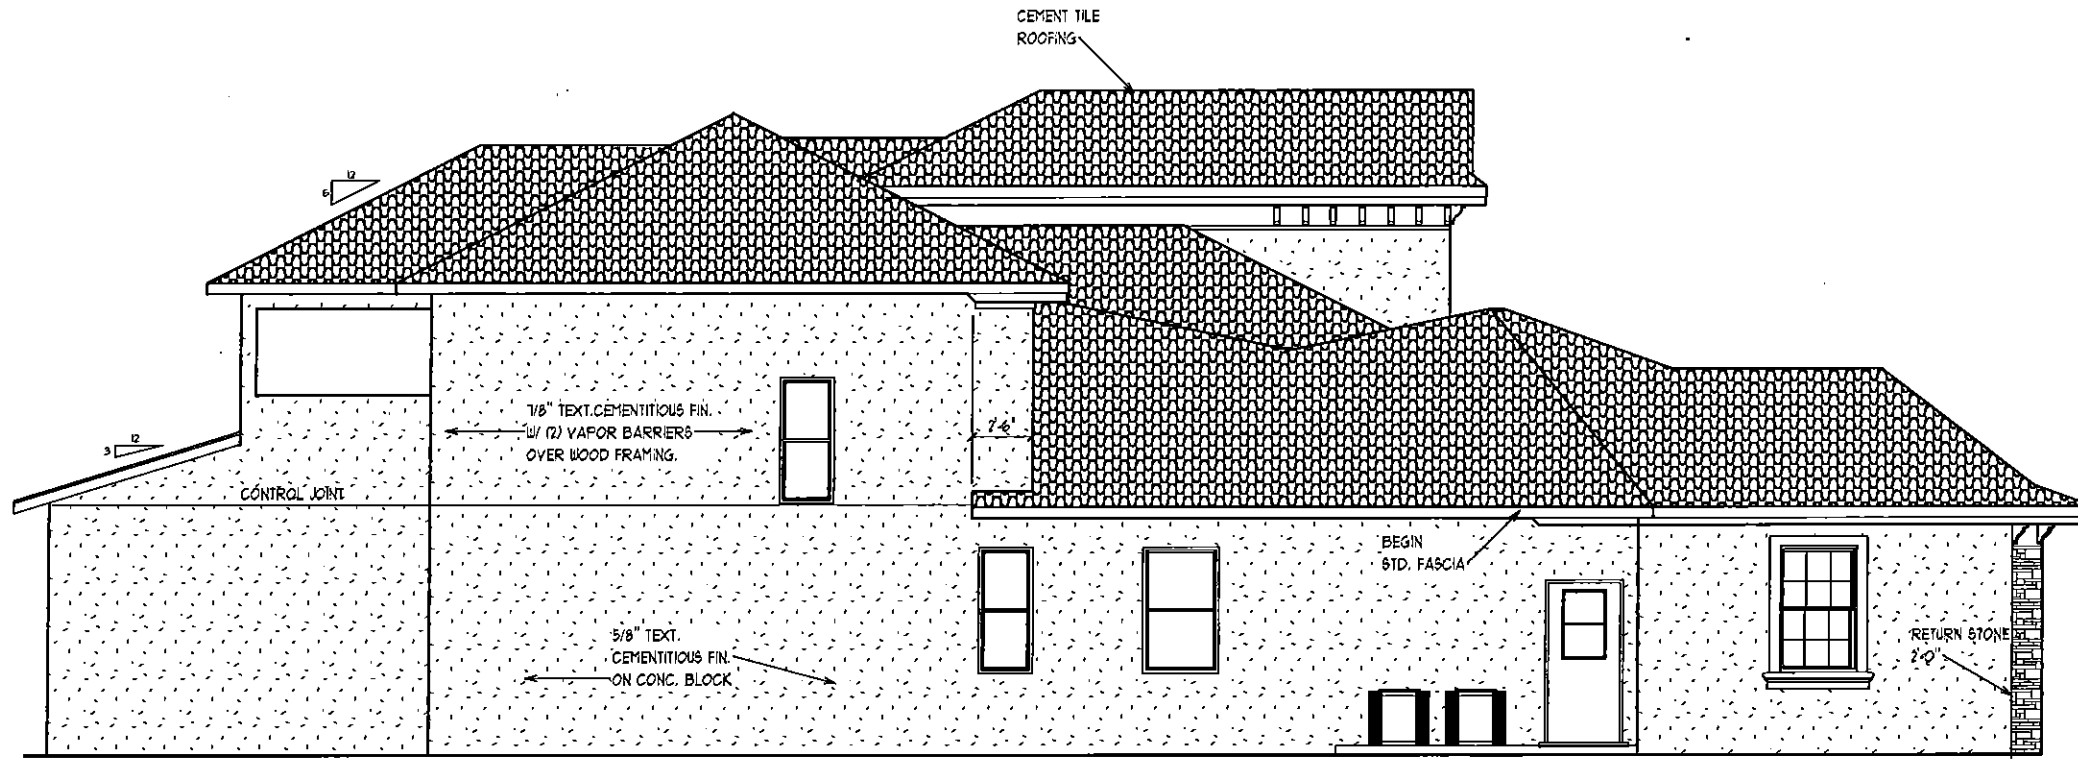 CEMENT TILE
ROOFING
12
6
7/8" TEXT.CEMENTITIOUS FIN.
W/ (2) VAPOR BARRIERS
OVER WOOD FRAMING.
2'-6"
12
3
CONTROL JOINT
BEGIN
STD. FASCIA
5/8" TEXT.
CEMENTITIOUS FIN.
ON CONC. BLOCK
RETURN STONE
2'-0"